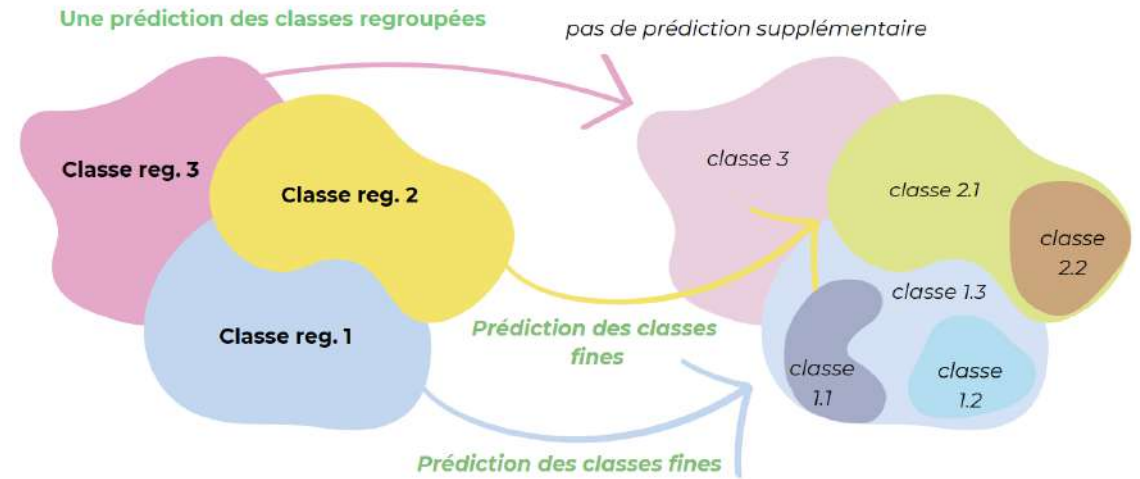 Une prédiction des classes regroupées
pas de prédiction supplémentaire
Classe reg. 3
Classe reg. 2
Classe reg. 1
classe 3
classe 2.1
classe
2.2
classe 1.3
classe
1.1
classe
1.2
Prédiction des classes
fines
Prédiction des classes fines